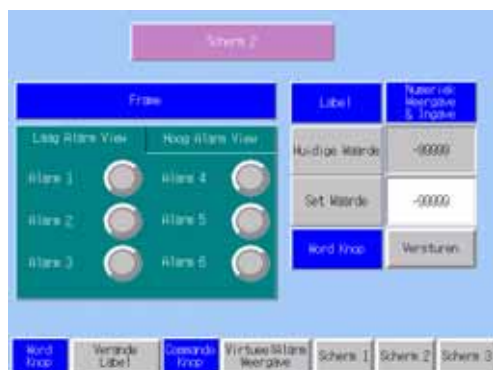 Scherm 2
Frame
Label
Numeriek
Weergave
& Ingave
Laag Alarm View
Hoog Alarm View
Huidige Waarde
-99999
Alarm 1
Alarm 4
Set Waarde
-99999
Alarm 2
Alarm 5
Word Knop
Versturen
Alarm 3
Alarm 6
Word
Knop
Verande
Label
Commando
Knop
Virtueel Alarm
Weergave
Scherm 1
Scherm 2
Scherm 3